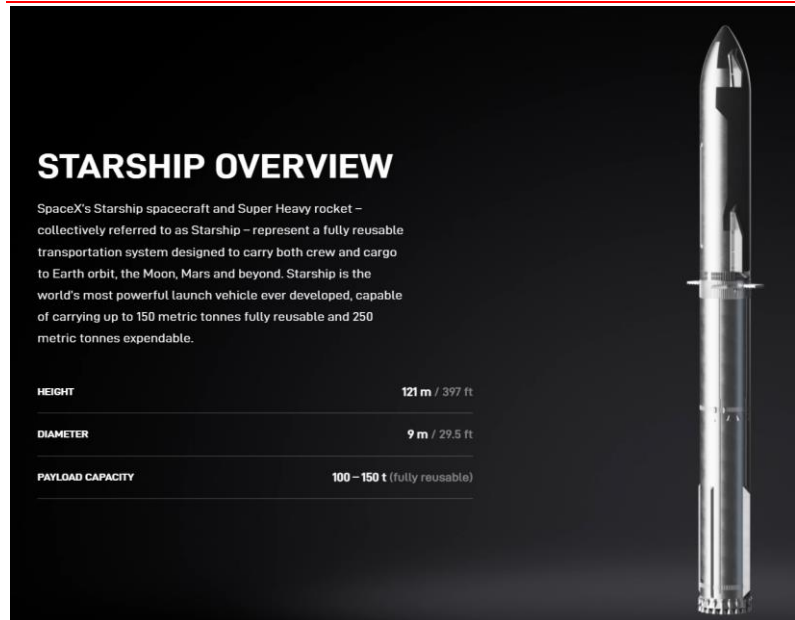 STARSHIP OVERVIEW
SpaceX's Starship spacecraft and Super Heavy rocket –
collectively referred to as Starship – represent a fully reusable
transportation system designed to carry both crew and cargo
to Earth orbit, the Moon, Mars and beyond. Starship is the
world's most powerful launch vehicle ever developed, capable
of carrying up to 150 metric tonnes fully reusable and 250
metric tonnes expendable.
HEIGHT 121 m / 397 ft
DIAMETER 9 m / 29.5 ft
PAYLOAD CAPACITY 100 – 150 t (fully reusable)